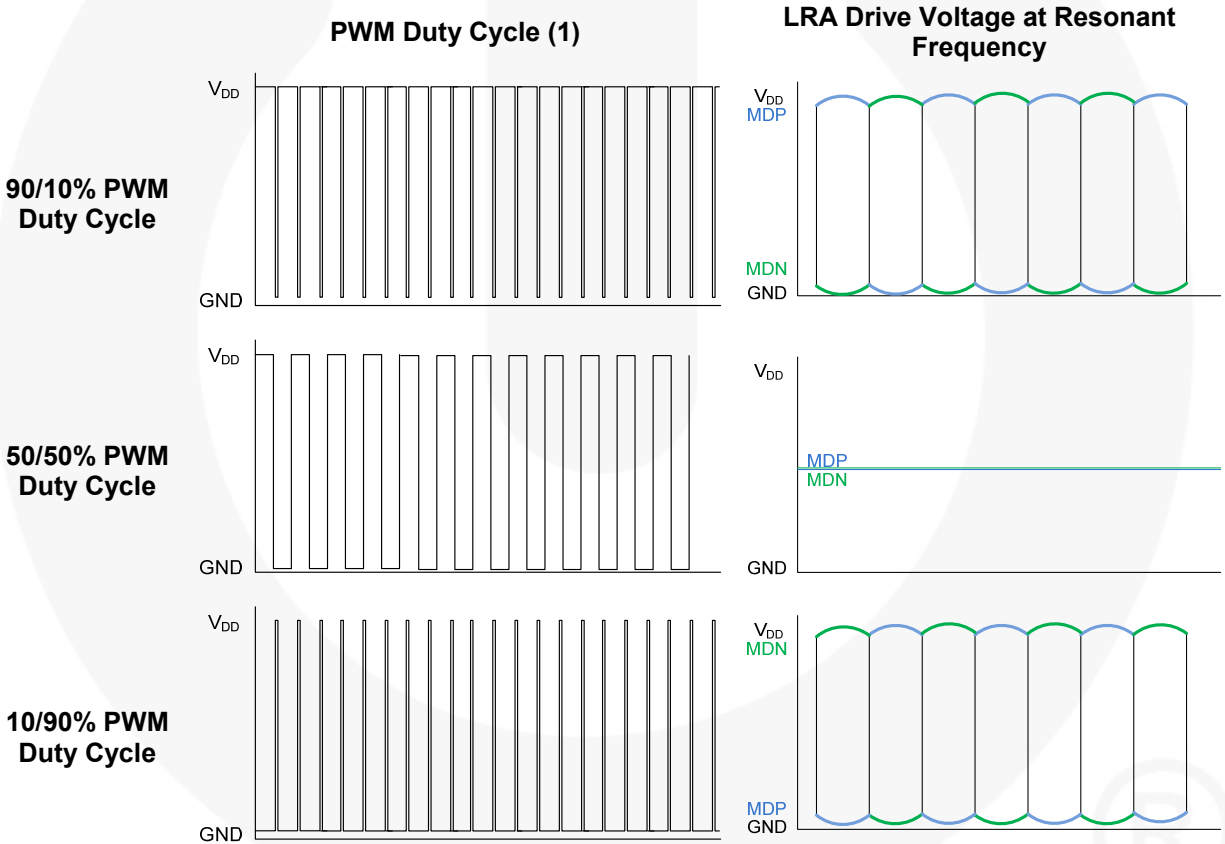 PWM Duty Cycle (1)
LRA Drive Voltage at Resonant
Frequency
90/10% PWM
Duty Cycle
VDD
GND
VDD
MDP
MDN
GND
50/50% PWM
Duty Cycle
VDD
GND
VDD
MDP
MDN
GND
10/90% PWM
Duty Cycle
VDD
GND
VDD
MDN
MDP
GND
®